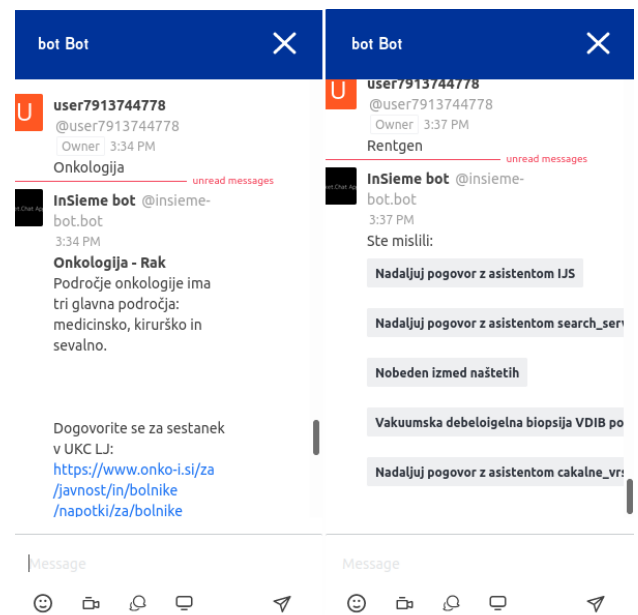 bot Bot
user7913744778
@user7913744778
Owner 3:34 PM
Onkologija
unread messages
InSieme bot @insieme-
bot.bot
3:34 PM
Onkologija - Rak
Področje onkologije ima
tri glavna področja:
medicinsko, kirurško in
sevalno.
Dogovorite se za sestanek
v UKC LJ:
https://www.onko-i.si/za
/javnost/in/bolnike
/napotki/za/bolnike
Message
bot Bot
user7913744778
@user7913744778
Owner 3:37 PM
Rentgen
unread messages
InSieme bot @insieme-
bot.bot
3:37 PM
Ste mislili:
Nadaljuj pogovor z asistentom IJS
Nadaljuj pogovor z asistentom search_ser
Nobeden izmed naštetih
Vakuumska debeloigelna biopsija VDIB po
Nadaljuj pogovor z asistentom cakalne_vrs
Message